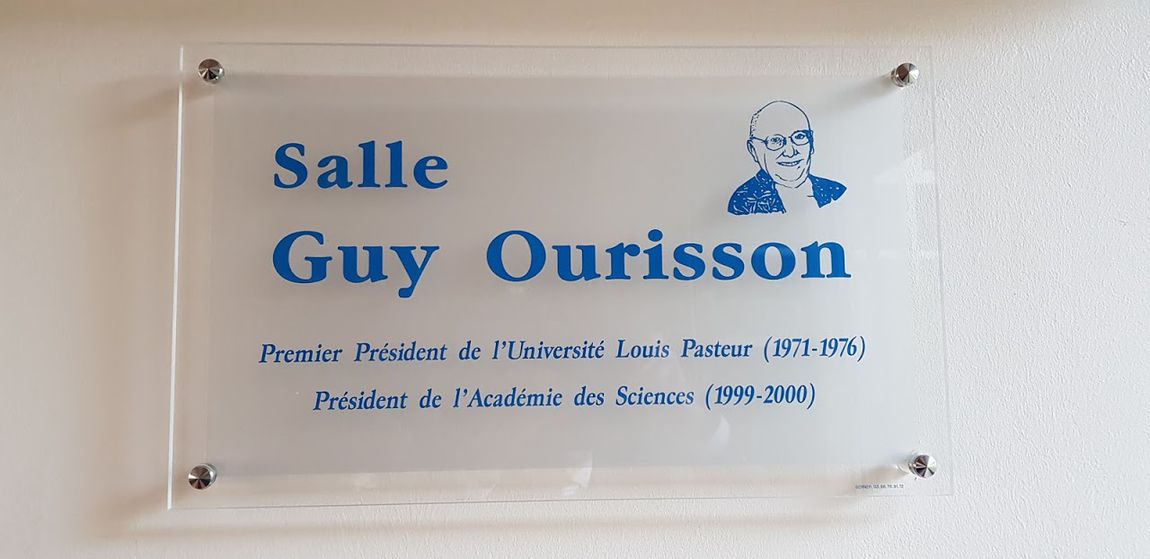 Salle
Guy Ourisson
Premier Président de l'Université Louis Pasteur (1971-1976)
Président de l'Académie des Sciences (1999-2000)